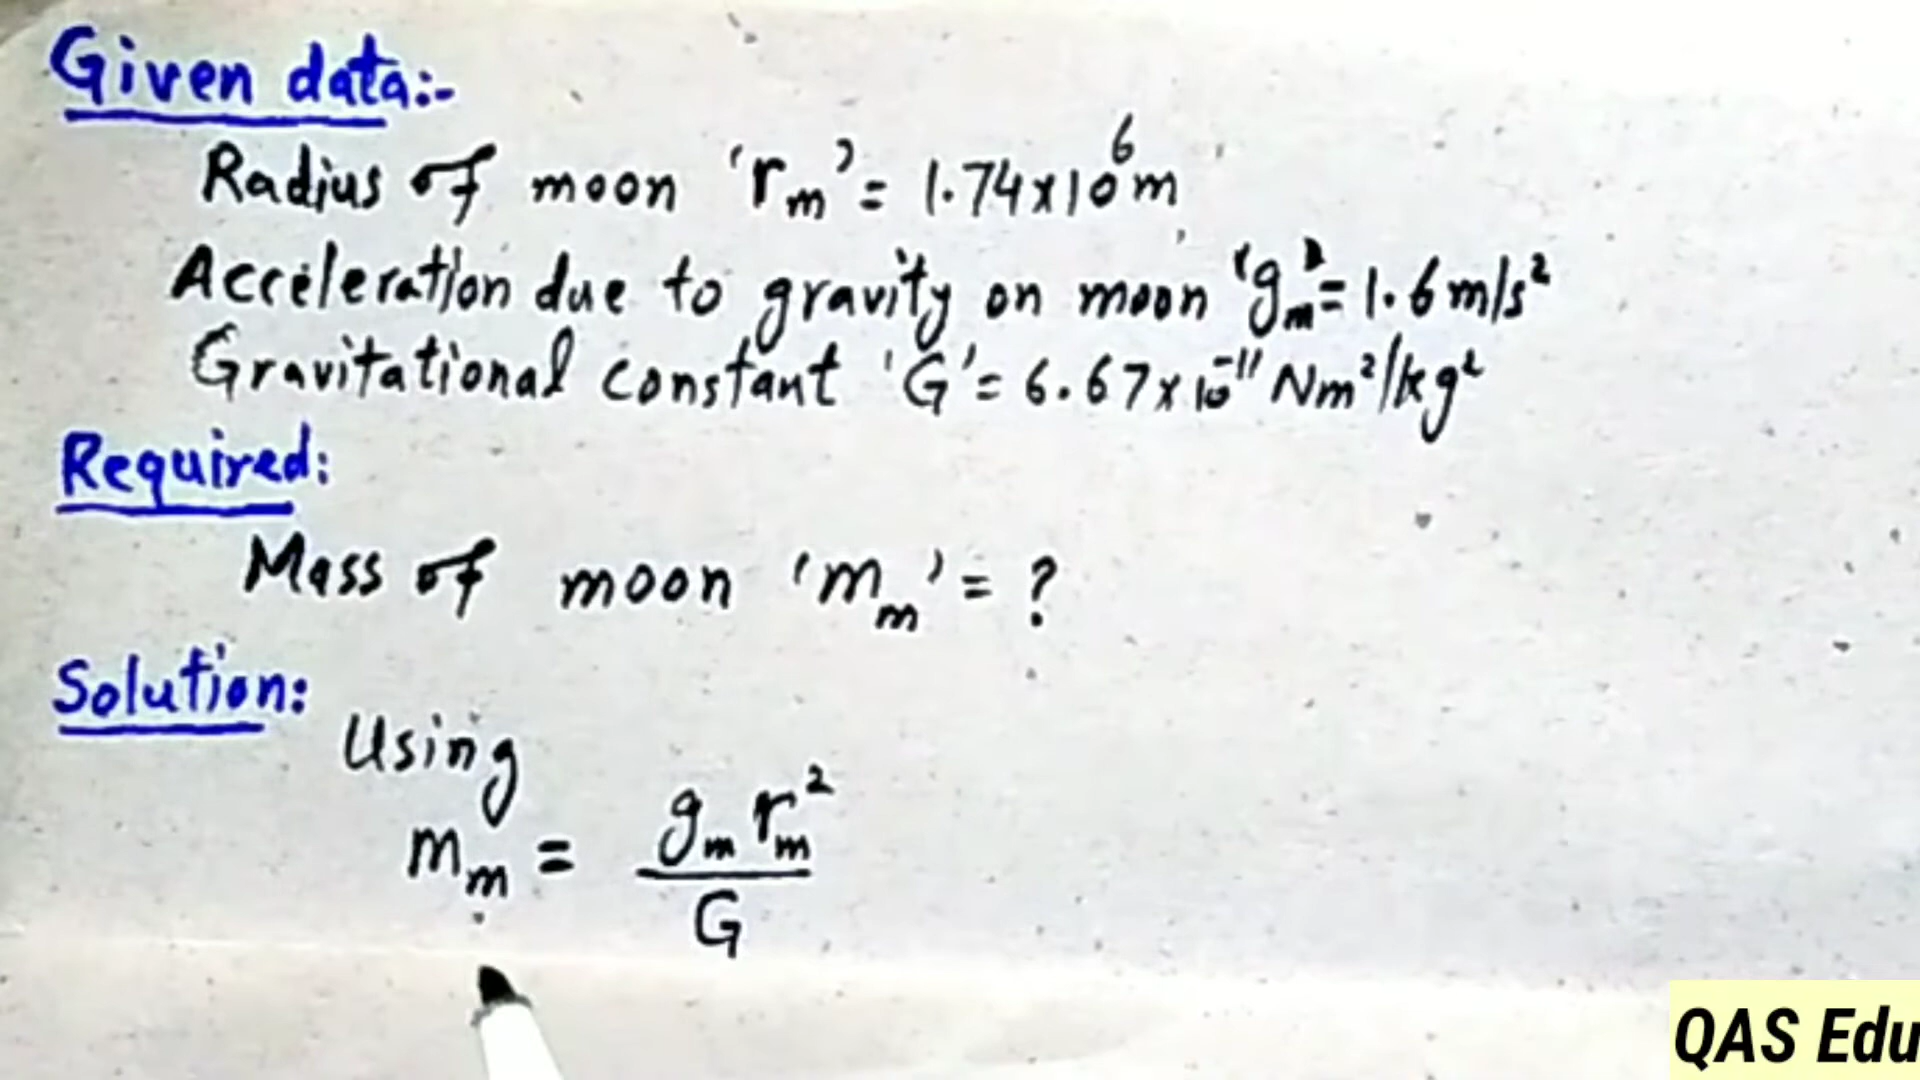 Given data:-
Radius of moon 'rm' = 1.74x10⁶m
Acceleration due to gravity on moon 'gm' = 1.6m/s²
Gravitational constant 'G' = 6.67x10⁻¹¹ Nm²/kg²
Required:
Mass of moon 'mm' = ?
Solution:
Using
mm = gm rm² / G
QAS Edu